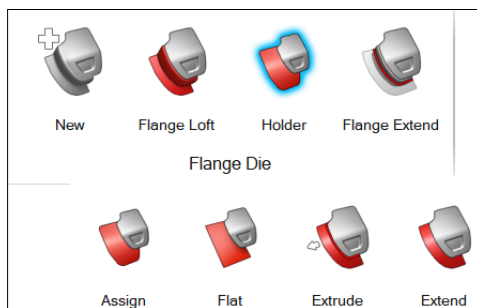 New Flange Loft Holder Flange Extend
Flange Die
Assign Flat Extrude Extend